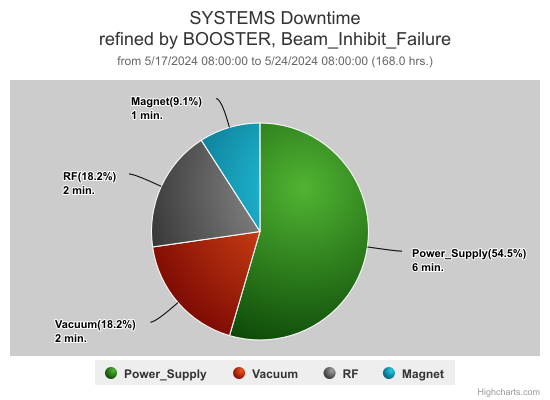 SYSTEMS Downtime
refined by BOOSTER, Beam_Inhibit_Failure
from 5/17/2024 08:00:00 to 5/24/2024 08:00:00 (168.0 hrs.)
Magnet(9.1%)
1 min.
RF(18.2%)
2 min.
Power_Supply(54.5%)
6 min.
Vacuum(18.2%)
2 min.
Power_Supply Vacuum RF Magnet
Highcharts.com